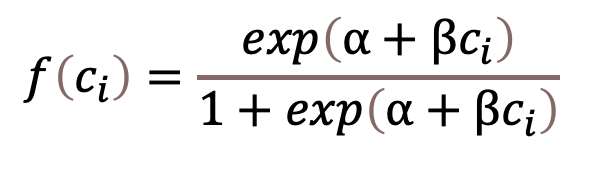 f(cᵢ) = exp(α + βcᵢ) / 1 + exp(α + βcᵢ)